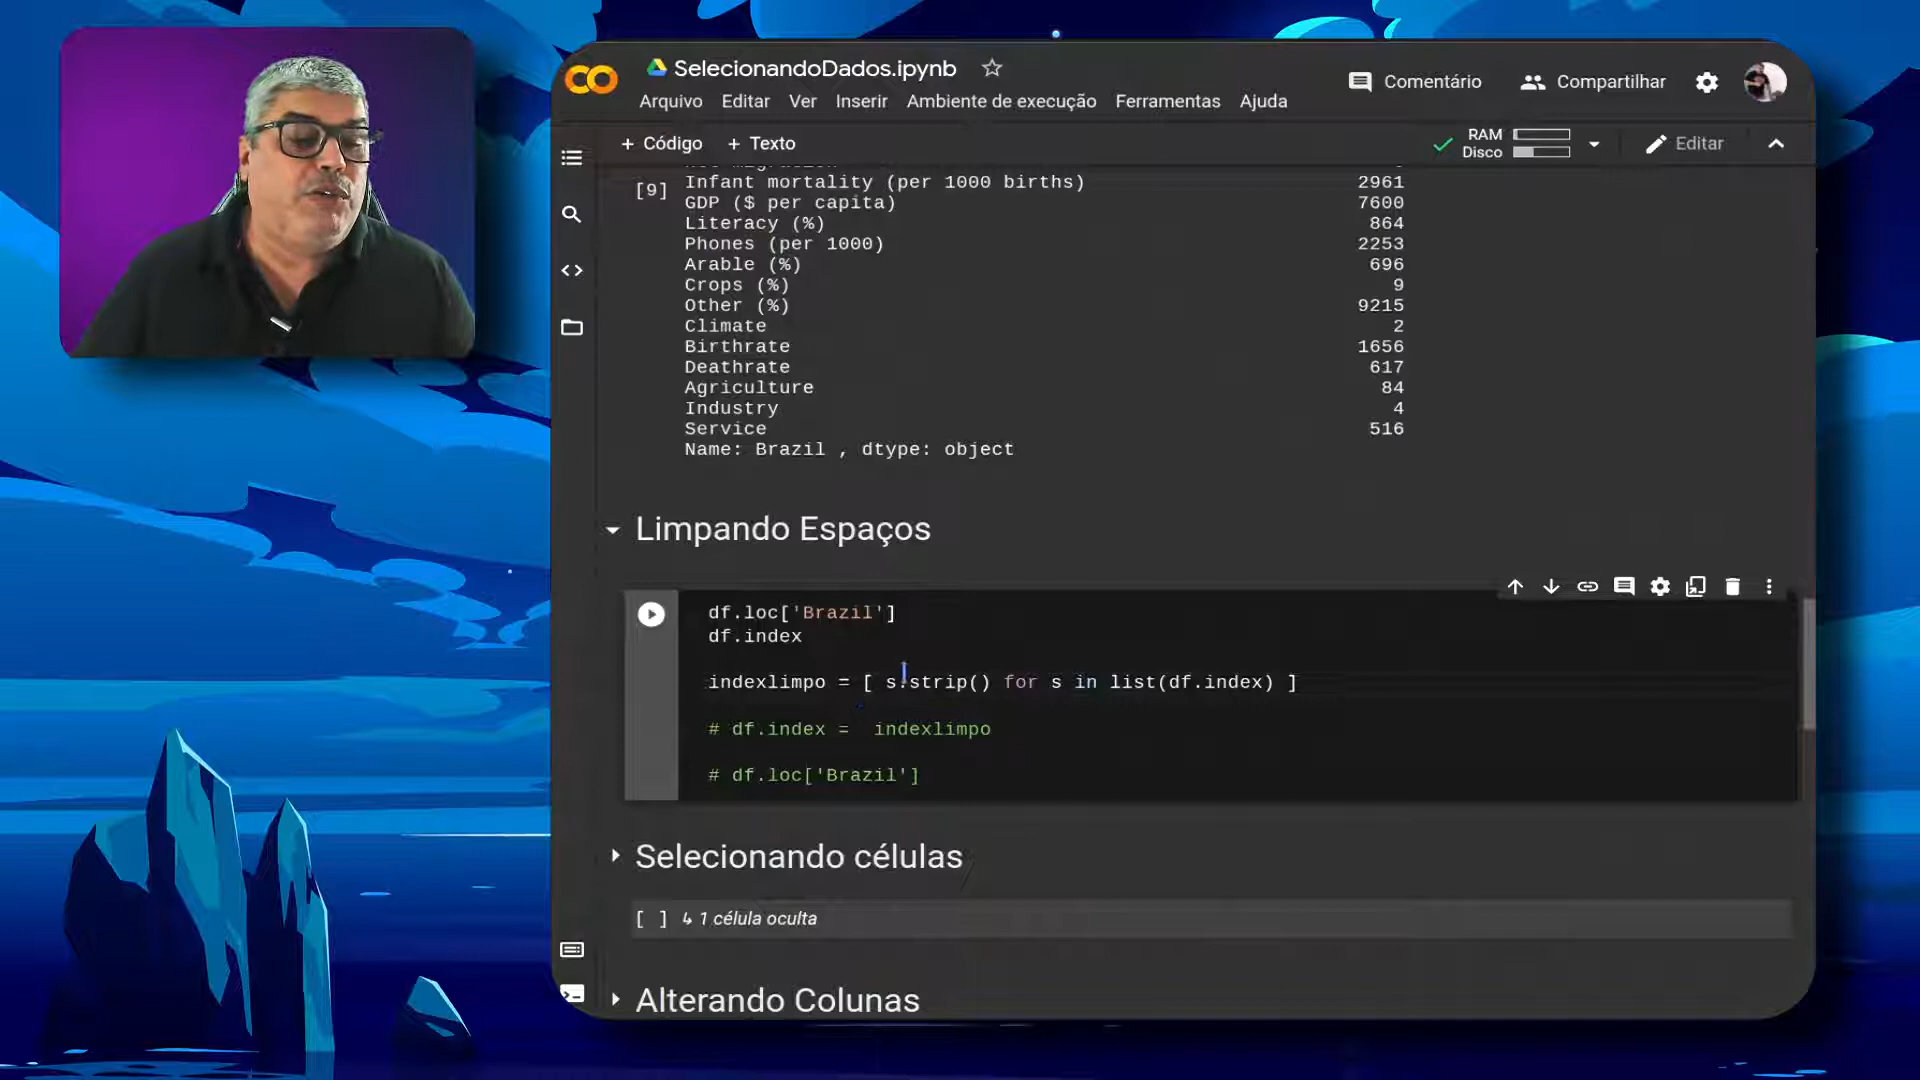 SelecionandoDados.ipynb
Comentário
Compartilhar
Arquivo Editar Ver Inserir Ambiente de execução Ferramentas Ajuda
+ Código + Texto
RAM
Disco
Editar
[9]
Infant mortality (per 1000 births) 2961
GDP ($ per capita) 7600
Literacy (%) 864
Phones (per 1000) 2253
Arable (%) 696
Crops (%) 9
Other (%) 9215
Climate 2
Birthrate 1656
Deathrate 617
Agriculture 84
Industry 4
Service 516
Name: Brazil , dtype: object
Limpando Espaços
df.loc['Brazil']
df.index
indexlimpo = [ s.strip() for s in list(df.index) ]
# df.index =  indexlimpo
# df.loc['Brazil']
Selecionando células
[ ] ↳ 1 célula oculta
Alterando Colunas